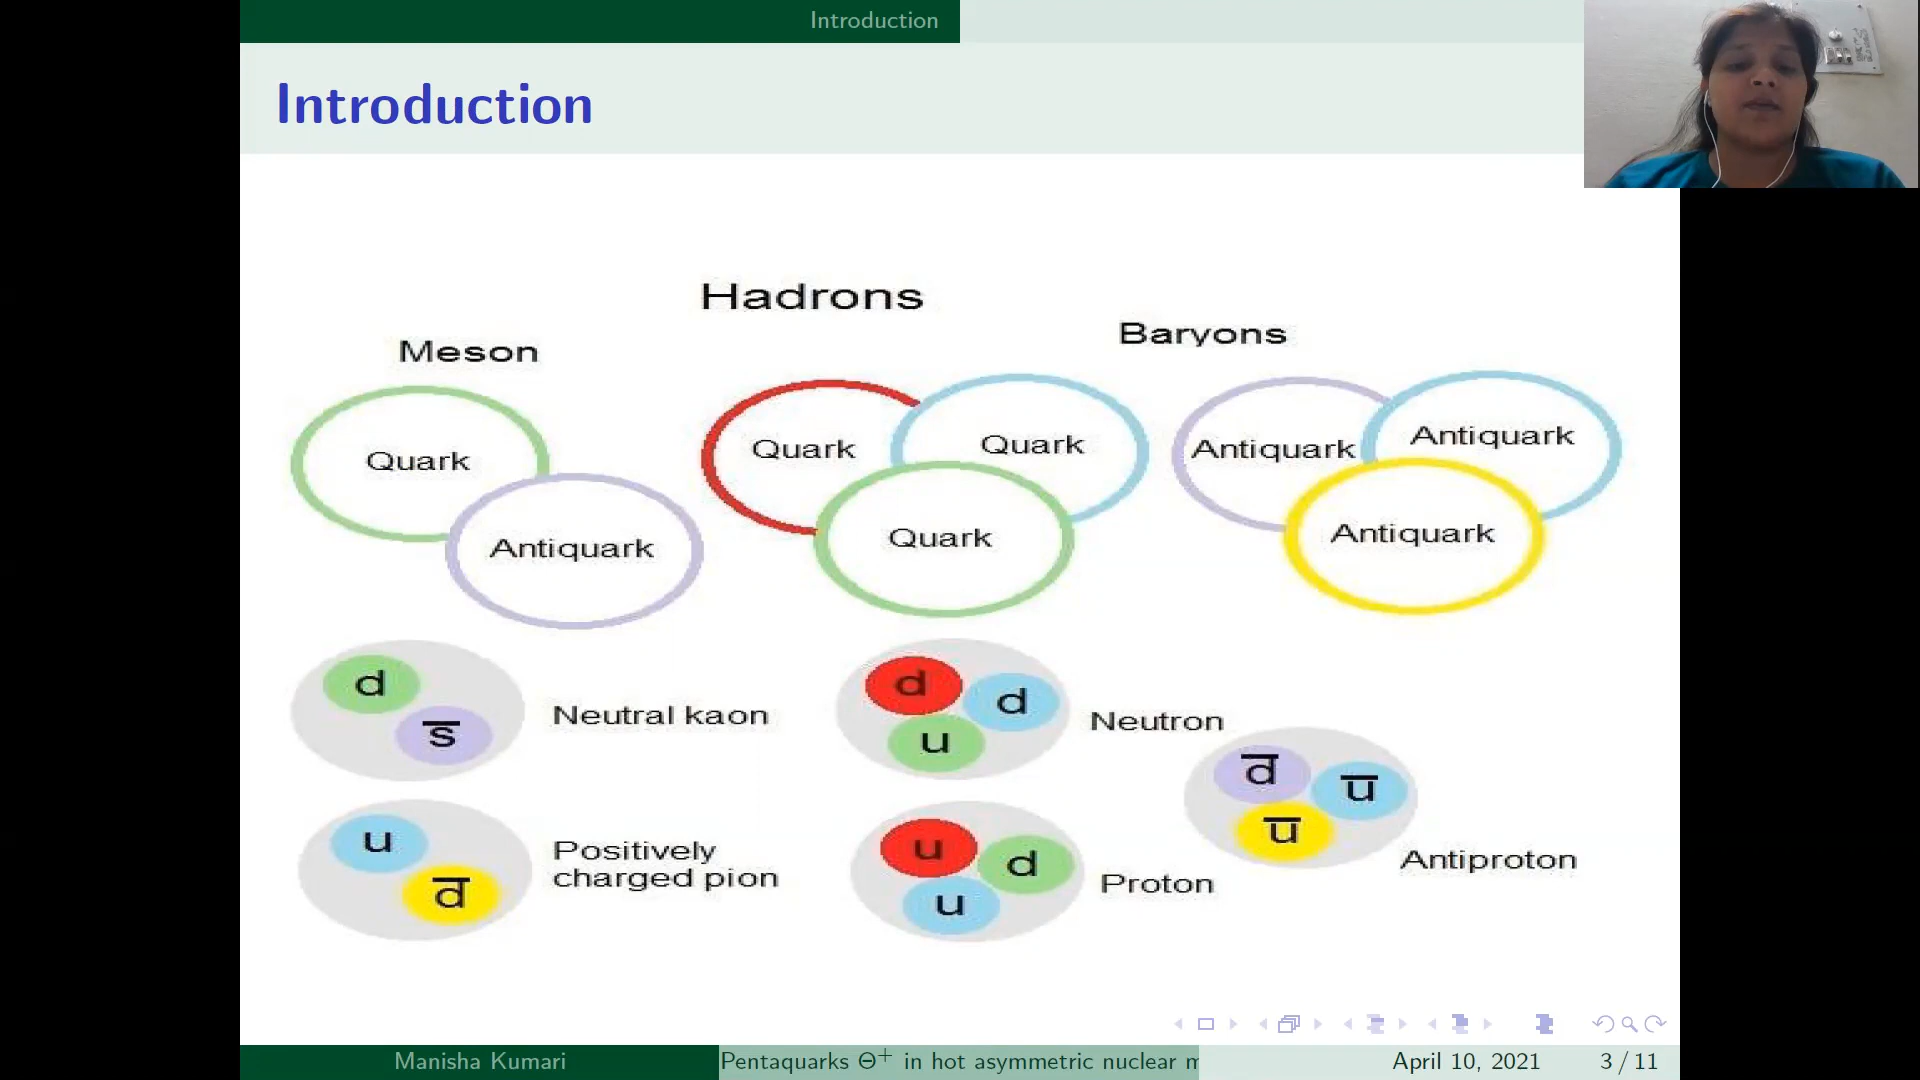 Introduction
Introduction
Hadrons
Meson
Baryons
Quark
Antiquark
Quark
Quark
Quark
Antiquark
Antiquark
Antiquark
d
s̅
Neutral kaon
u
d̅
Positively
charged pion
d
d
u
Neutron
u
d
u
Proton
d̅
u̅
u̅
Antiproton
Manisha Kumari
Pentaquarks Θ⁺ in hot asymmetric nuclear
April 10, 2021
3 / 11